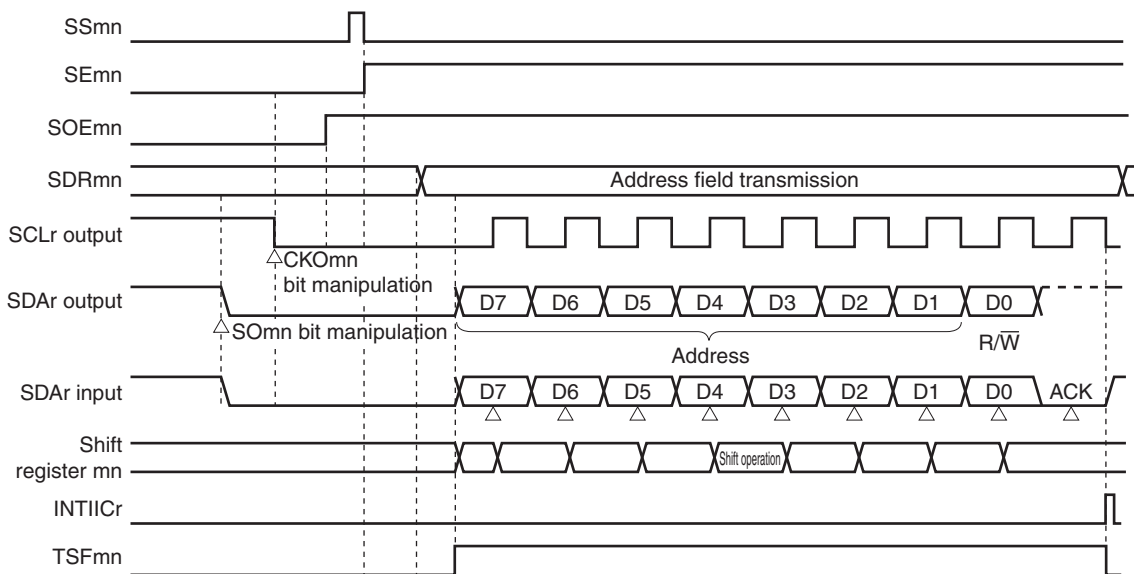 SSmn
SEmn
SOEmn
SDRmn
Address field transmission
SCLr output
CKOmn
bit manipulation
SDAr output
D7 D6 D5 D4 D3 D2 D1 D0
SOmn bit manipulation
Address
R/W̅
SDAr input
D7 D6 D5 D4 D3 D2 D1 D0 ACK
Shift
register mn
Shift operation
INTIICr
TSFmn